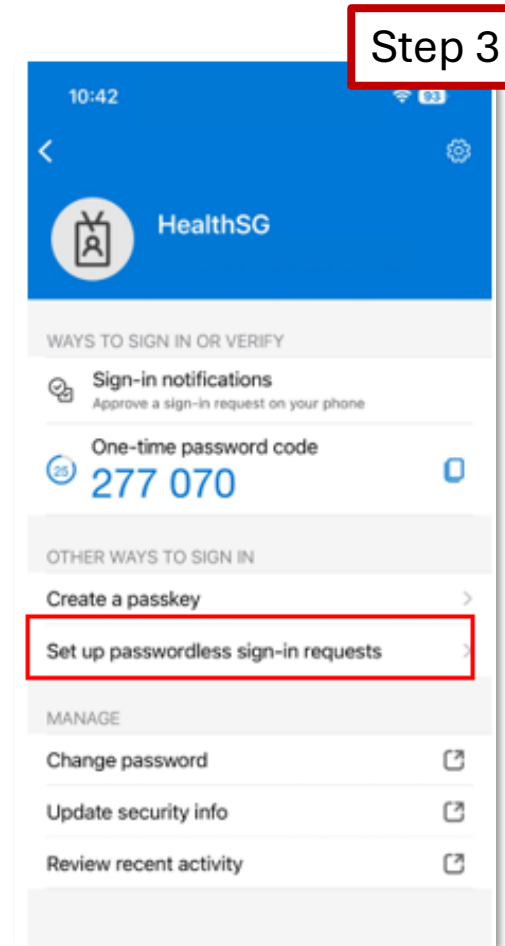 Step 3
10:42
93
HealthSG
WAYS TO SIGN IN OR VERIFY
Sign-in notifications
Approve a sign-in request on your phone
One-time password code
25
277 070
OTHER WAYS TO SIGN IN
Create a passkey
Set up passwordless sign-in requests
MANAGE
Change password
Update security info
Review recent activity